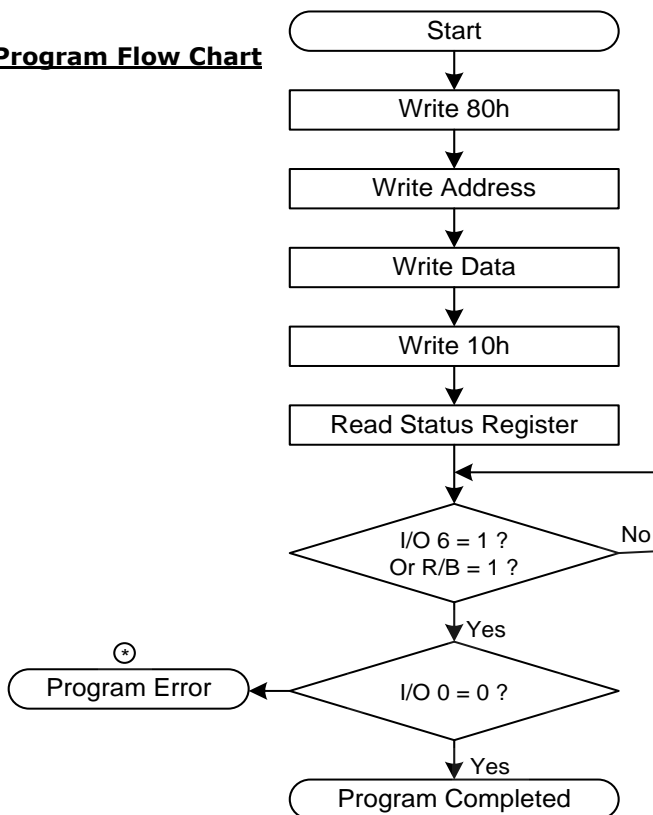 Program Flow Chart
Start
Write 80h
Write Address
Write Data
Write 10h
Read Status Register
I/O 6 = 1 ?
Or R/B = 1 ?
No
Yes
*
Program Error
I/O 0 = 0 ?
Yes
Program Completed